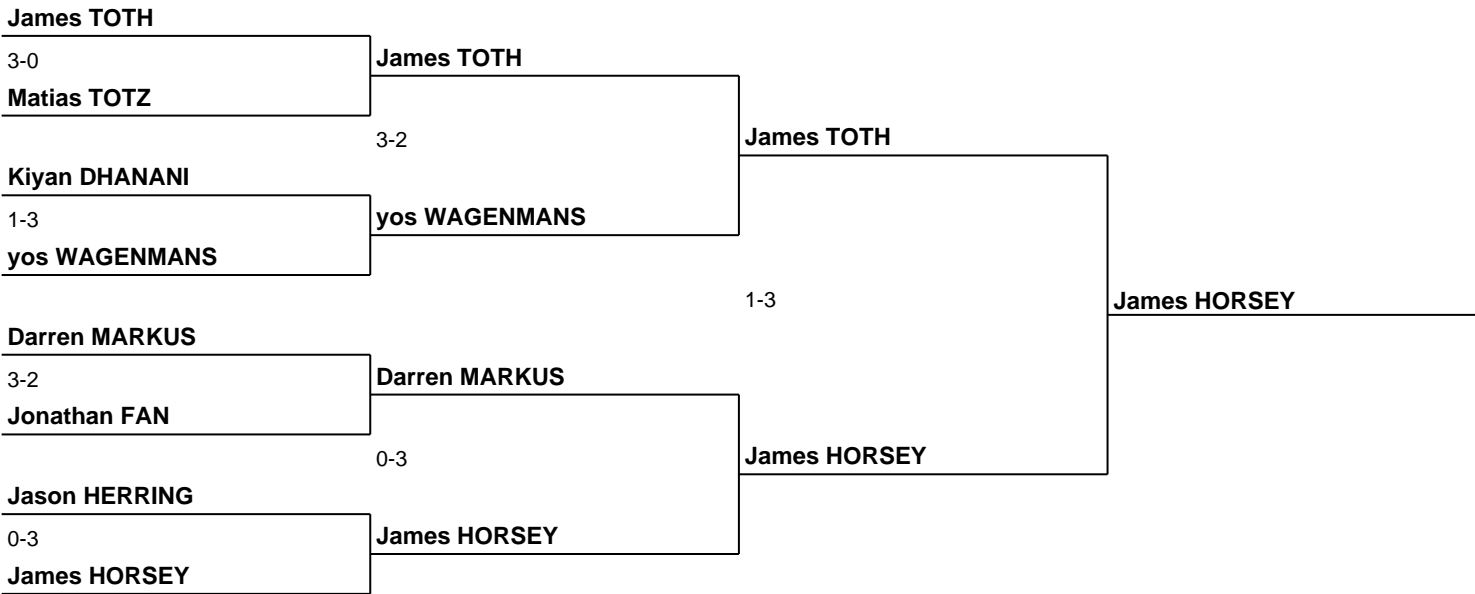 James TOTH
3-0
Matias TOTZ
Kiyan DHANANI
1-3
yos WAGENMANS
Darren MARKUS
3-2
Jonathan FAN
Jason HERRING
0-3
James HORSEY
James TOTH
3-2
yos WAGENMANS
Darren MARKUS
0-3
James HORSEY
James TOTH
1-3
James HORSEY
James HORSEY